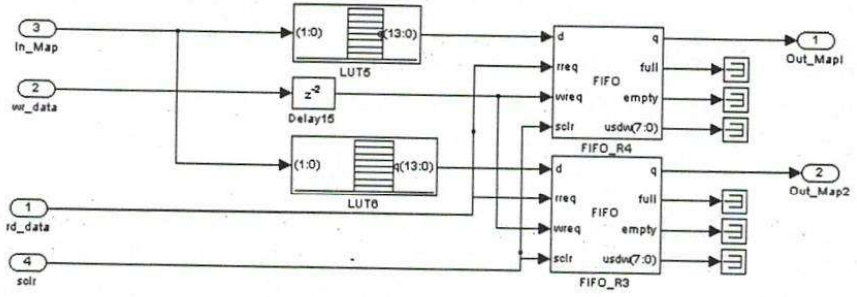 3
In_Map
(1:0)
q(13:0)
LUT5
d
q
1
Out_Map1
rreq
full
FIFO
2
wr_data
z-2
Delay15
wreq
empty
sclr
usdw(7:0)
FIFO_R4
(1:0)
q(13:0)
LUT6
d
q
2
Out_Map2
1
rd_data
rreq
full
FIFO
wreq
empty
4
sclr
sclr
usdw(7:0)
FIFO_R3